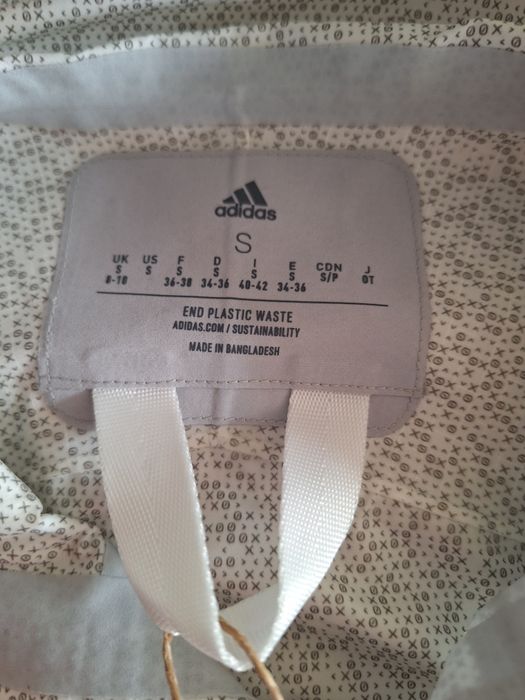 adidas
S
UK US F D I E CDN J
S S S S S S S/P OT
8-10 36-38 34-36 40-42 34-36
END PLASTIC WASTE
ADIDAS.COM / SUSTAINABILITY
MADE IN BANGLADESH